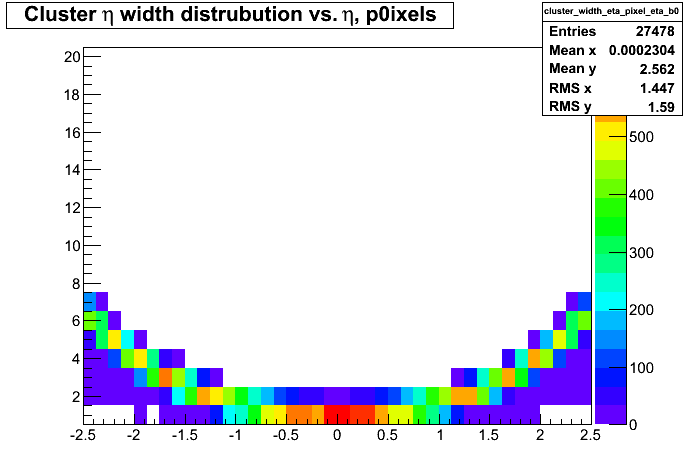 Cluster η width distrubution vs. η, p0ixels
cluster_width_eta_pixel_eta_b0
Entries 27478
Mean x 0.0002304
Mean y 2.562
RMS x 1.447
RMS y 1.59
20
18
16
14
12
10
8
6
4
2
-2.5 -2 -1.5 -1 -0.5 0 0.5 1 1.5 2 2.5
500
400
300
200
100
0